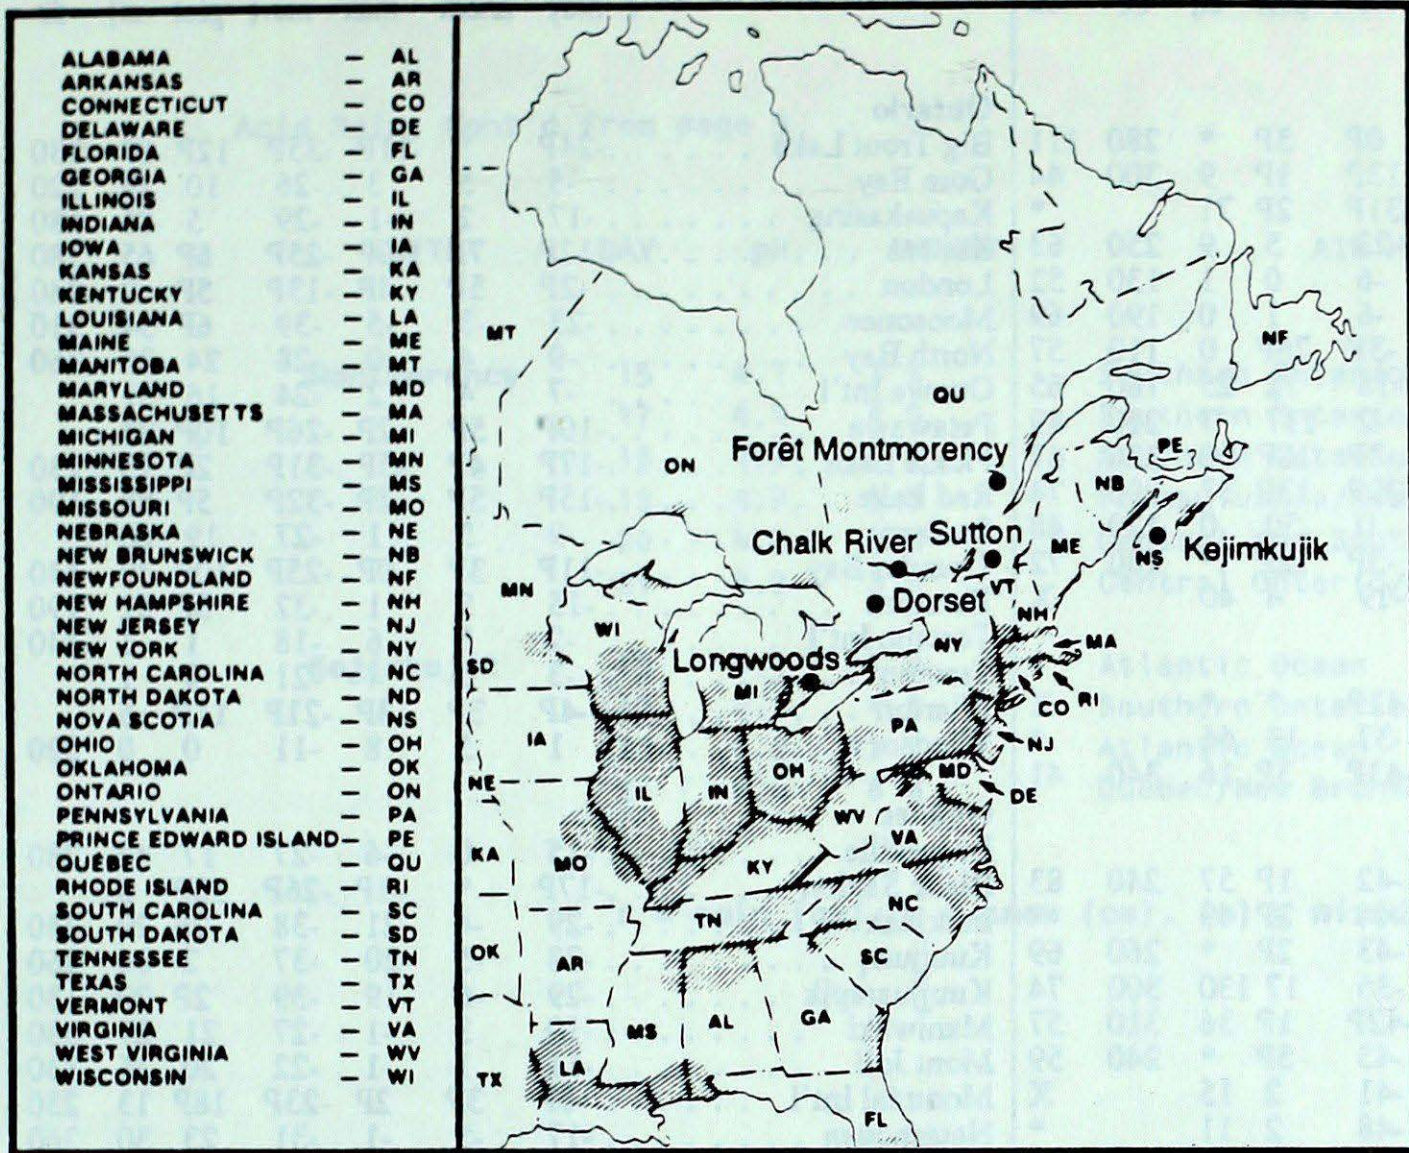 ALABAMA — AL
ARKANSAS — AR
CONNECTICUT — CO
DELAWARE — DE
FLORIDA — FL
GEORGIA — GA
ILLINOIS — IL
INDIANA — IN
IOWA — IA
KANSAS — KA
KENTUCKY — KY
LOUISIANA — LA
MAINE — ME
MANITOBA — MT
MARYLAND — MD
MASSACHUSETTS — MA
MICHIGAN — MI
MINNESOTA — MN
MISSISSIPPI — MS
MISSOURI — MO
NEBRASKA — NE
NEW BRUNSWICK — NB
NEWFOUNDLAND — NF
NEW HAMPSHIRE — NH
NEW JERSEY — NJ
NEW YORK — NY
NORTH CAROLINA — NC
NORTH DAKOTA — ND
NOVA SCOTIA — NS
OHIO — OH
OKLAHOMA — OK
ONTARIO — ON
PENNSYLVANIA — PA
PRINCE EDWARD ISLAND — PE
QUÉBEC — QU
RHODE ISLAND — RI
SOUTH CAROLINA — SC
SOUTH DAKOTA — SD
TENNESSEE — TN
TEXAS — TX
VERMONT — VT
VIRGINIA — VA
WEST VIRGINIA — WV
WISCONSIN — WI
MT
NF
QU
Forêt Montmorency
PE
ON
NB
Chalk River
Sutton
ME
NS
Kejimkujik
MN
VT
Dorset
NH
WI
NY
MA
SD
Longwoods
MI
CO
RI
IA
PA
NJ
NE
IL
IN
OH
MD
DE
WV
VA
KA
MO
KY
TN
NC
OK
AR
SC
MS
AL
GA
TX
LA
FL